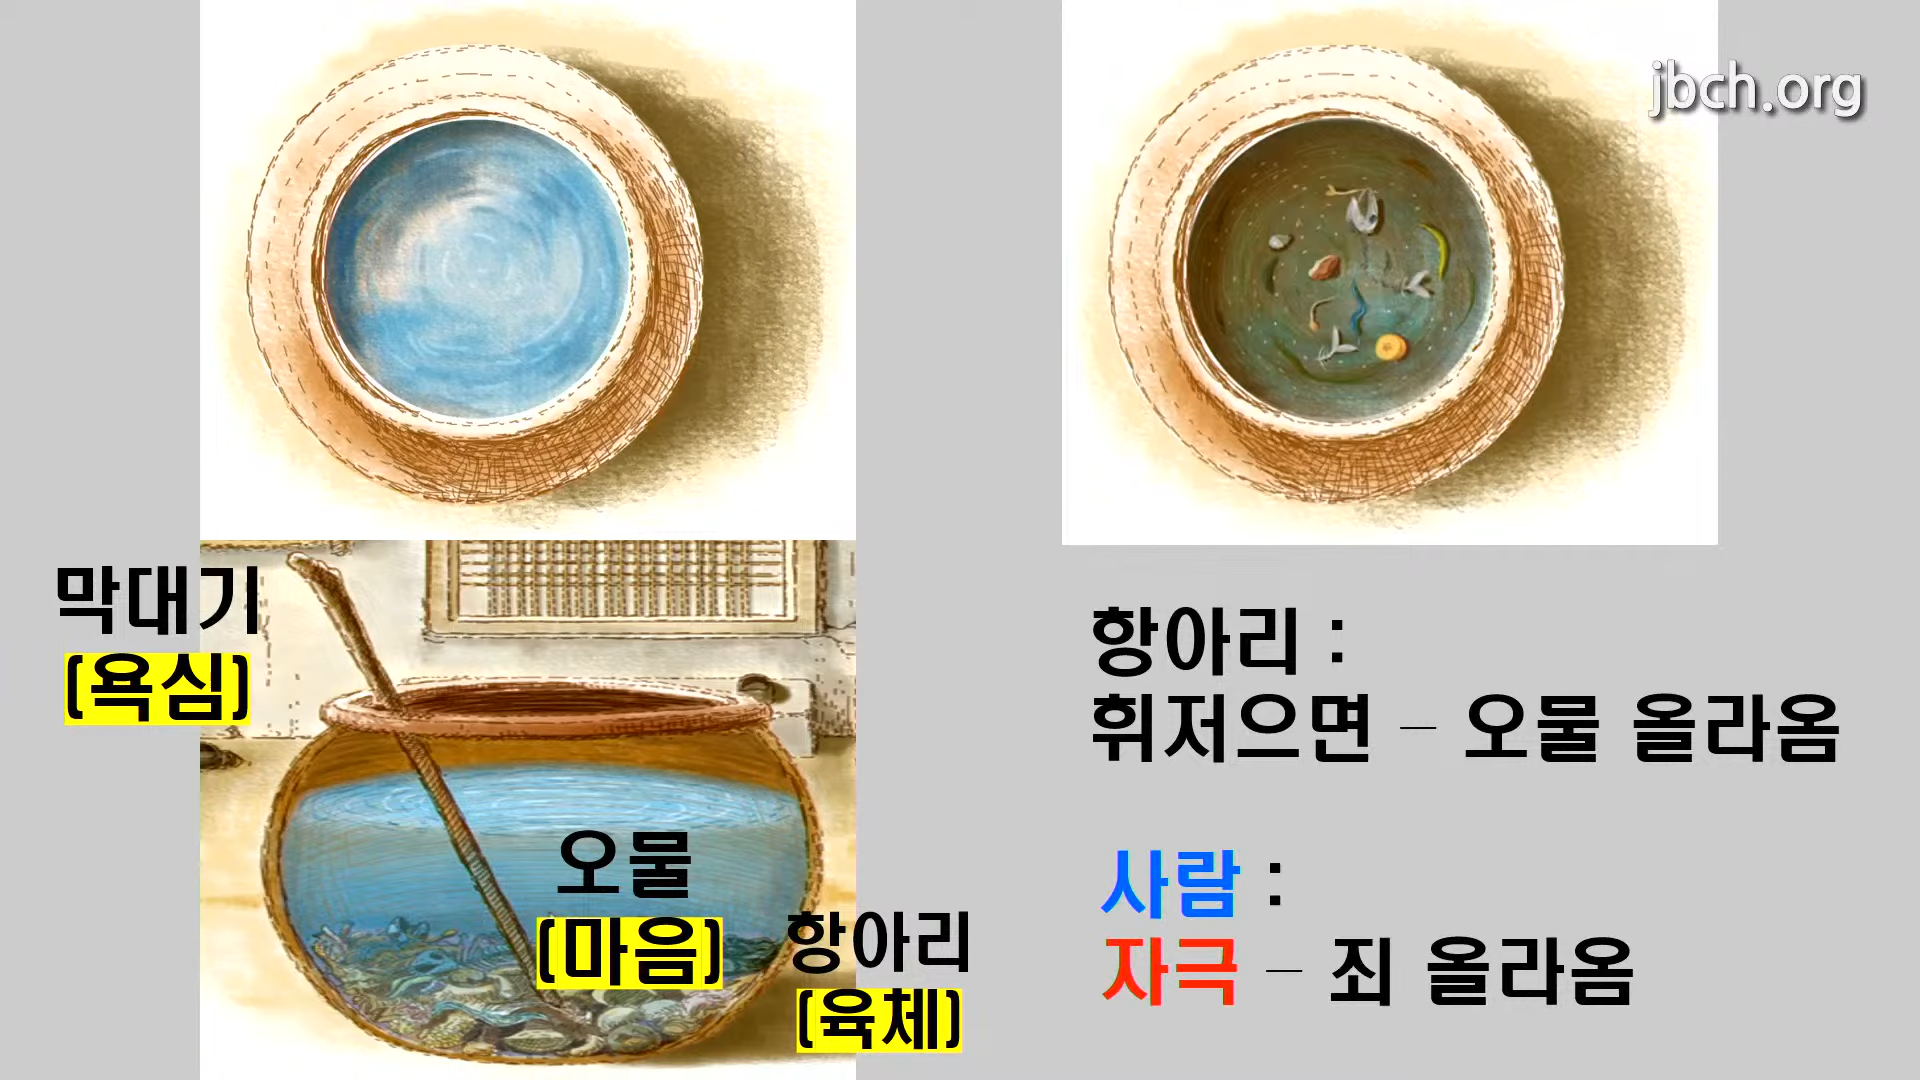 jbch.org
막대기
(욕심)
오물
(마음)
항아리
(육체)
항아리 :
휘저으면 – 오물 올라옴
사람 :
자극 – 죄 올라옴